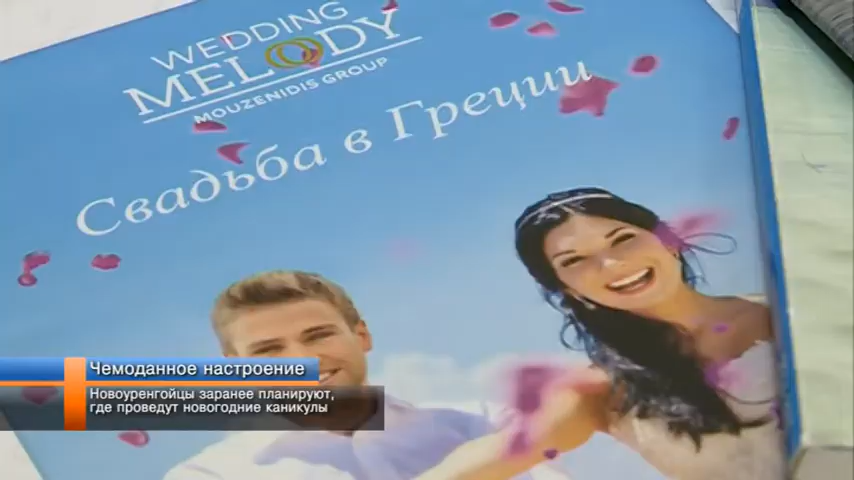 WEDDING
MELODY
MOUZENIDIS GROUP
Свадьба в Греции
Чемоданное настроение
Новоуренгойцы заранее планируют,
где проведут новогодние каникулы